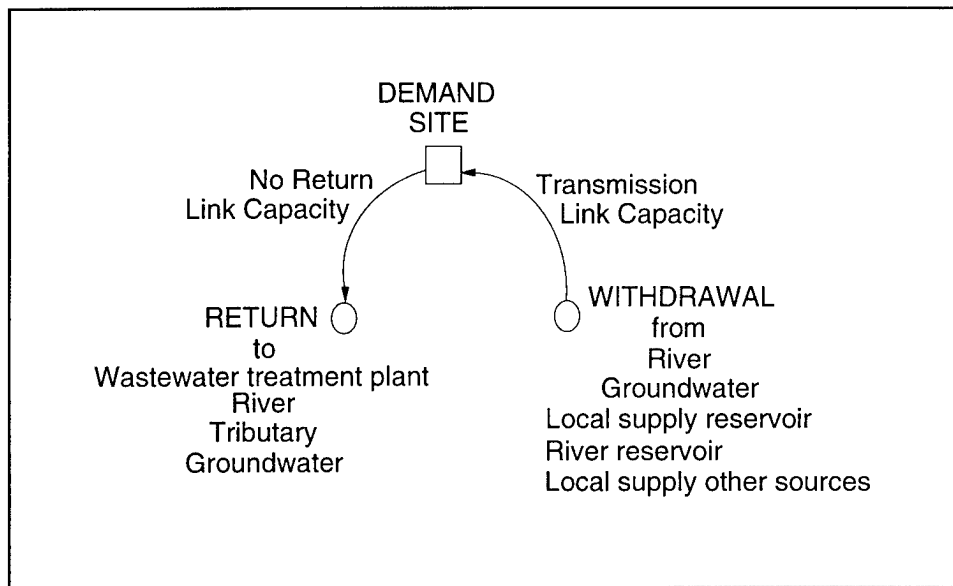 DEMAND
SITE
No Return
Link Capacity
Transmission
Link Capacity
RETURN
to
Wastewater treatment plant
River
Tributary
Groundwater
WITHDRAWAL
from
River
Groundwater
Local supply reservoir
River reservoir
Local supply other sources